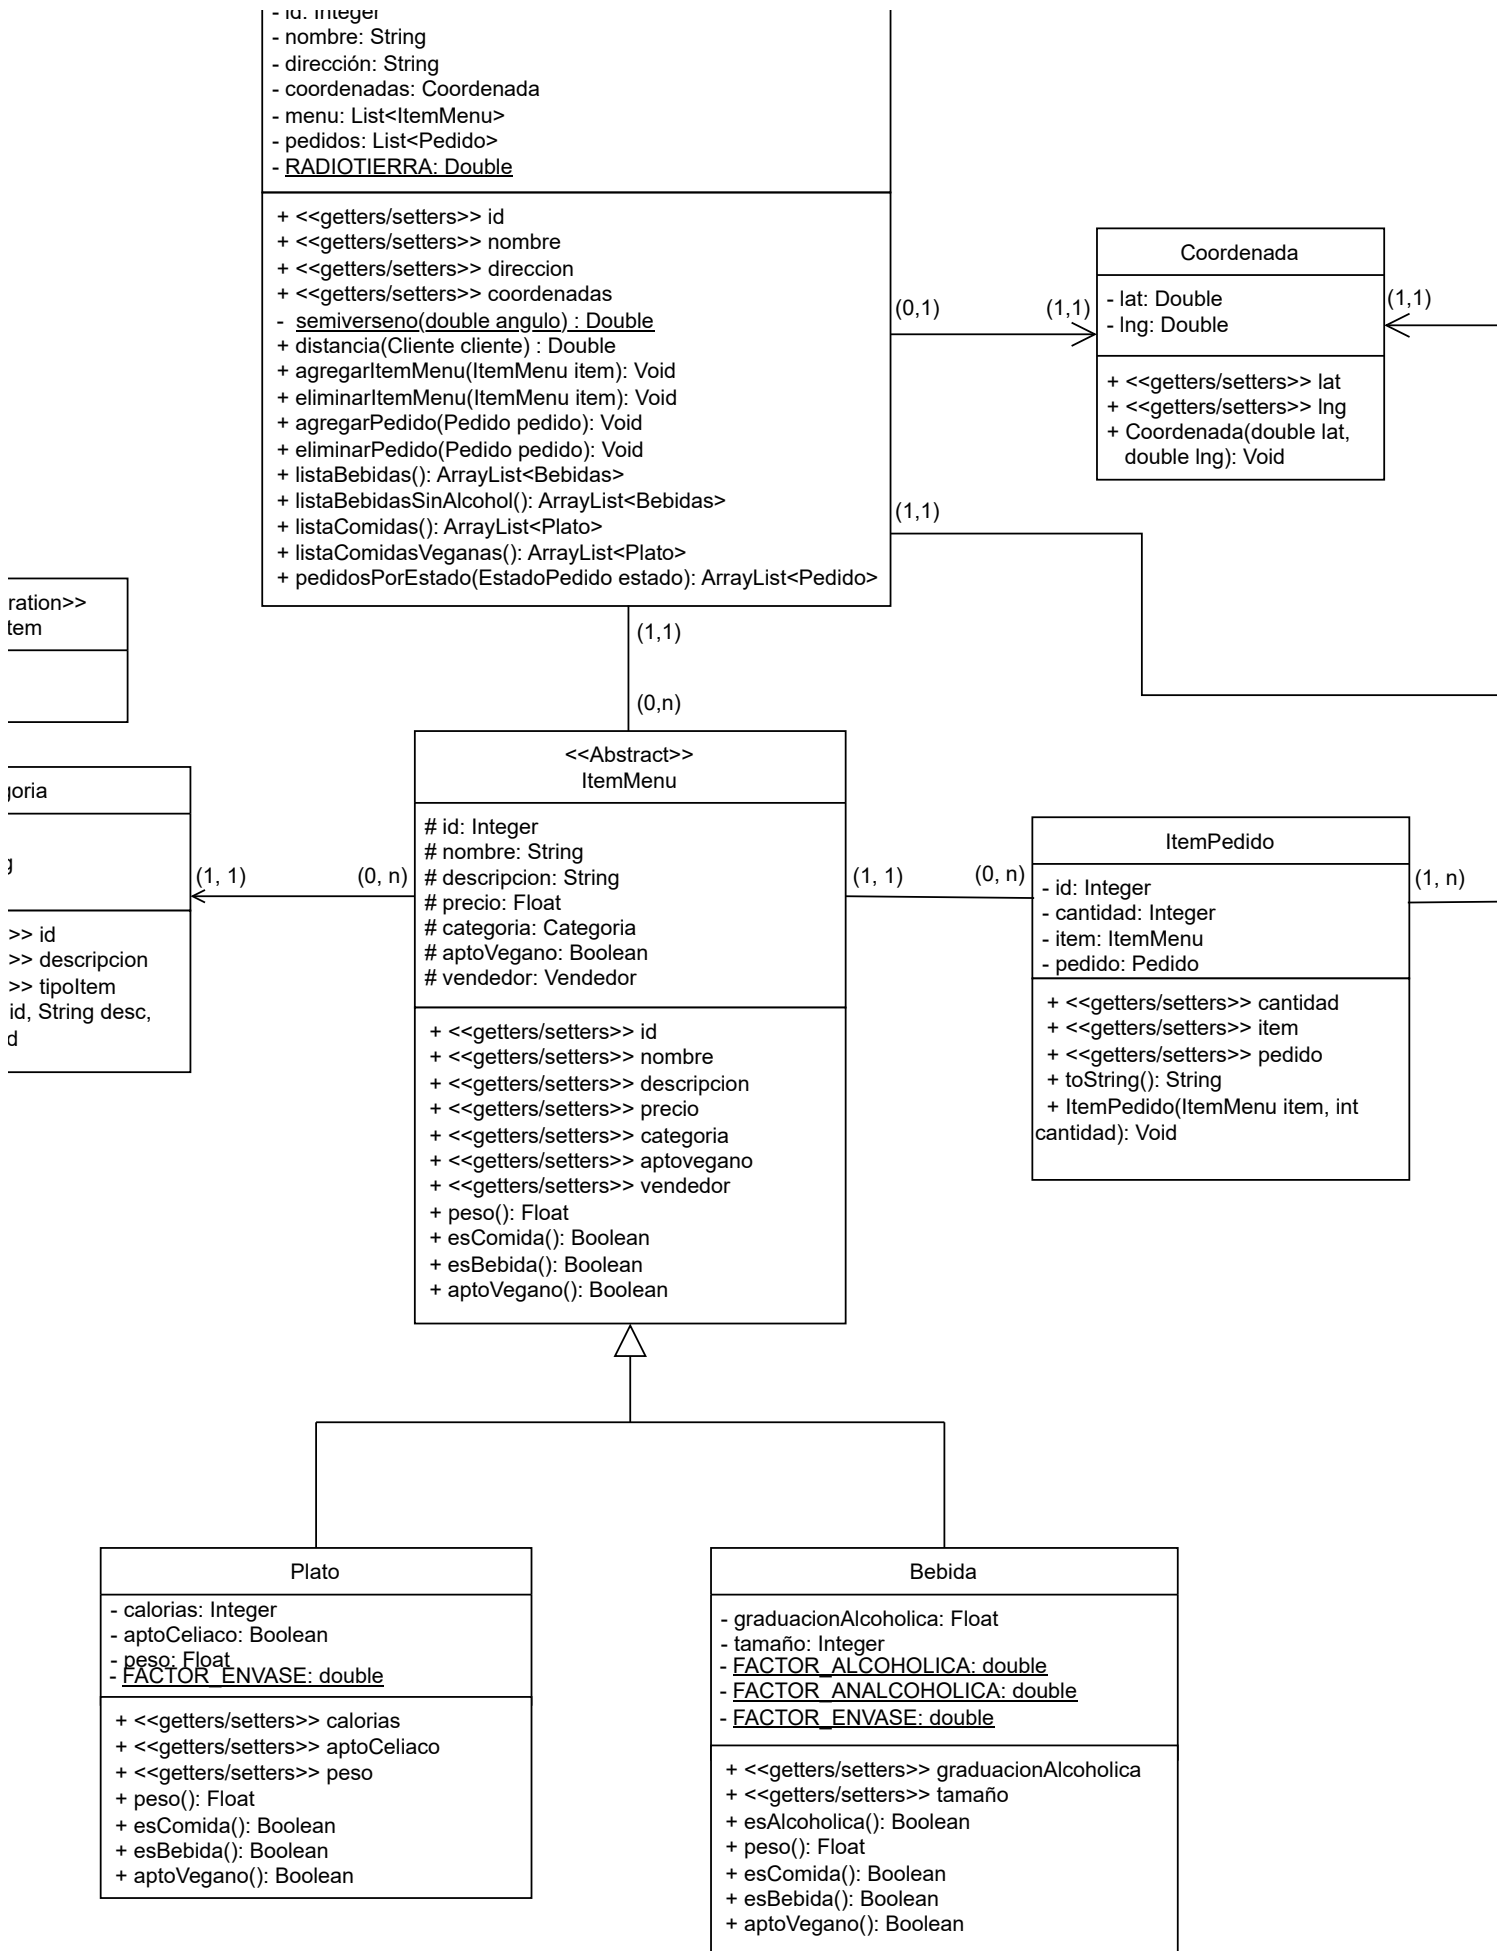 - id: Integer
- nombre: String
- dirección: String
- coordenadas: Coordenada
- menu: List<ItemMenu>
- pedidos: List<Pedido>
- RADIOTIERRA: Double
+ <<getters/setters>> id
+ <<getters/setters>> nombre
+ <<getters/setters>> direccion
+ <<getters/setters>> coordenadas
- semiverseno(double angulo) : Double
+ distancia(Cliente cliente) : Double
+ agregarItemMenu(ItemMenu item): Void
+ eliminarItemMenu(ItemMenu item): Void
+ agregarPedido(Pedido pedido): Void
+ eliminarPedido(Pedido pedido): Void
+ listaBebidas(): ArrayList<Bebidas>
+ listaBebidasSinAlcohol(): ArrayList<Bebidas>
+ listaComidas(): ArrayList<Plato>
+ listaComidasVeganas(): ArrayList<Plato>
+ pedidosPorEstado(EstadoPedido estado): ArrayList<Pedido>
(0,1)
(1,1)
Coordenada
- lat: Double
- lng: Double
+ <<getters/setters>> lat
+ <<getters/setters>> lng
+ Coordenada(double lat,
double lng): Void
(1,1)
(1,1)
(1,1)
(0,n)
ration>>
tem
goria
g
>> id
>> descripcion
>> tipoItem
id, String desc,
d
(1, 1)
(0, n)
<<Abstract>>
ItemMenu
# id: Integer
# nombre: String
# descripcion: String
# precio: Float
# categoria: Categoria
# aptoVegano: Boolean
# vendedor: Vendedor
+ <<getters/setters>> id
+ <<getters/setters>> nombre
+ <<getters/setters>> descripcion
+ <<getters/setters>> precio
+ <<getters/setters>> categoria
+ <<getters/setters>> aptovegano
+ <<getters/setters>> vendedor
+ peso(): Float
+ esComida(): Boolean
+ esBebida(): Boolean
+ aptoVegano(): Boolean
(1, 1)
(0, n)
ItemPedido
- id: Integer
- cantidad: Integer
- item: ItemMenu
- pedido: Pedido
+ <<getters/setters>> cantidad
+ <<getters/setters>> item
+ <<getters/setters>> pedido
+ toString(): String
+ ItemPedido(ItemMenu item, int
cantidad): Void
(1, n)
Plato
- calorias: Integer
- aptoCeliaco: Boolean
- peso: Float
- FACTOR_ENVASE: double
+ <<getters/setters>> calorias
+ <<getters/setters>> aptoCeliaco
+ <<getters/setters>> peso
+ peso(): Float
+ esComida(): Boolean
+ esBebida(): Boolean
+ aptoVegano(): Boolean
Bebida
- graduacionAlcoholica: Float
- tamaño: Integer
- FACTOR_ALCOHOLICA: double
- FACTOR_ANALCOHOLICA: double
- FACTOR_ENVASE: double
+ <<getters/setters>> graduacionAlcoholica
+ <<getters/setters>> tamaño
+ esAlcoholica(): Boolean
+ peso(): Float
+ esComida(): Boolean
+ esBebida(): Boolean
+ aptoVegano(): Boolean